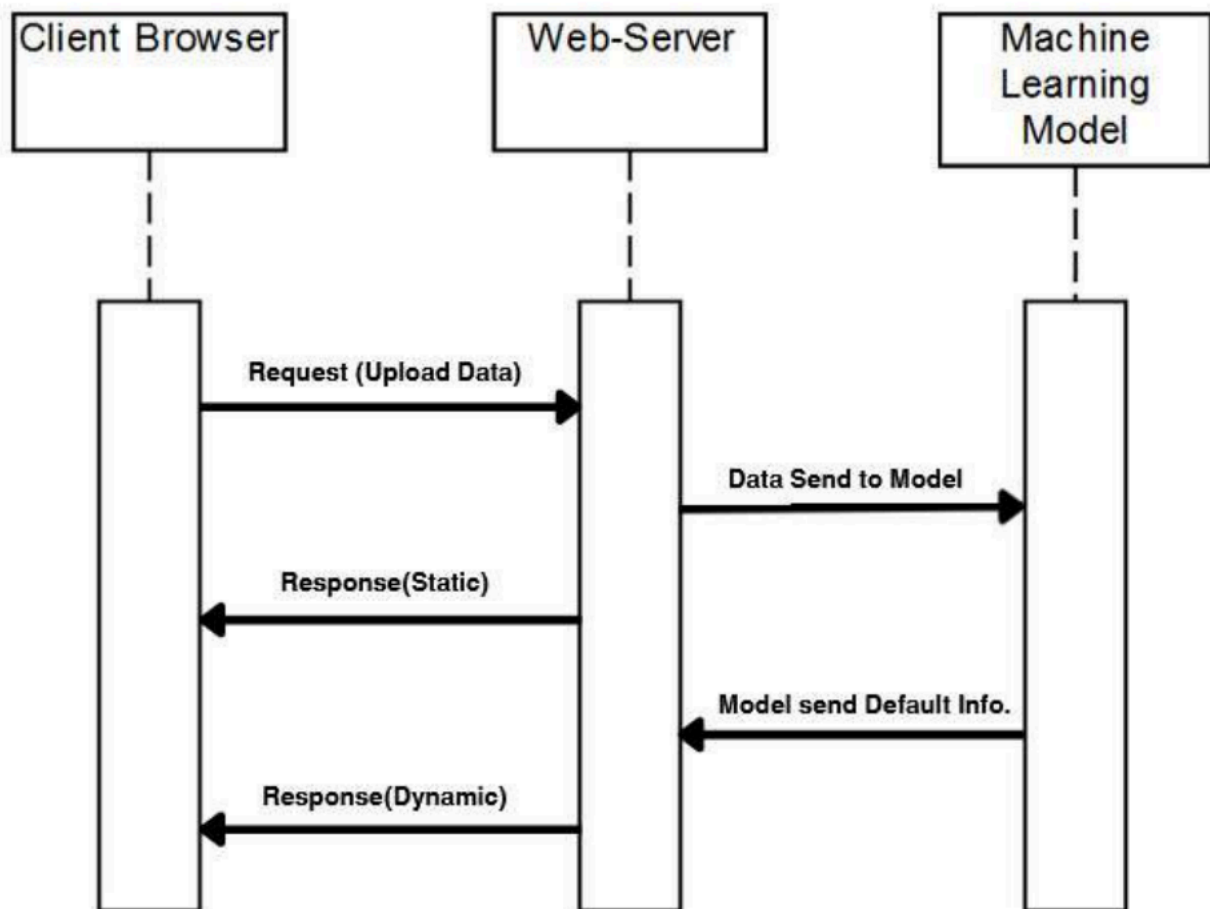 Client Browser
Web-Server
Machine
Learning
Model
Request (Upload Data)
Data Send to Model
Response(Static)
Model send Default Info.
Response(Dynamic)